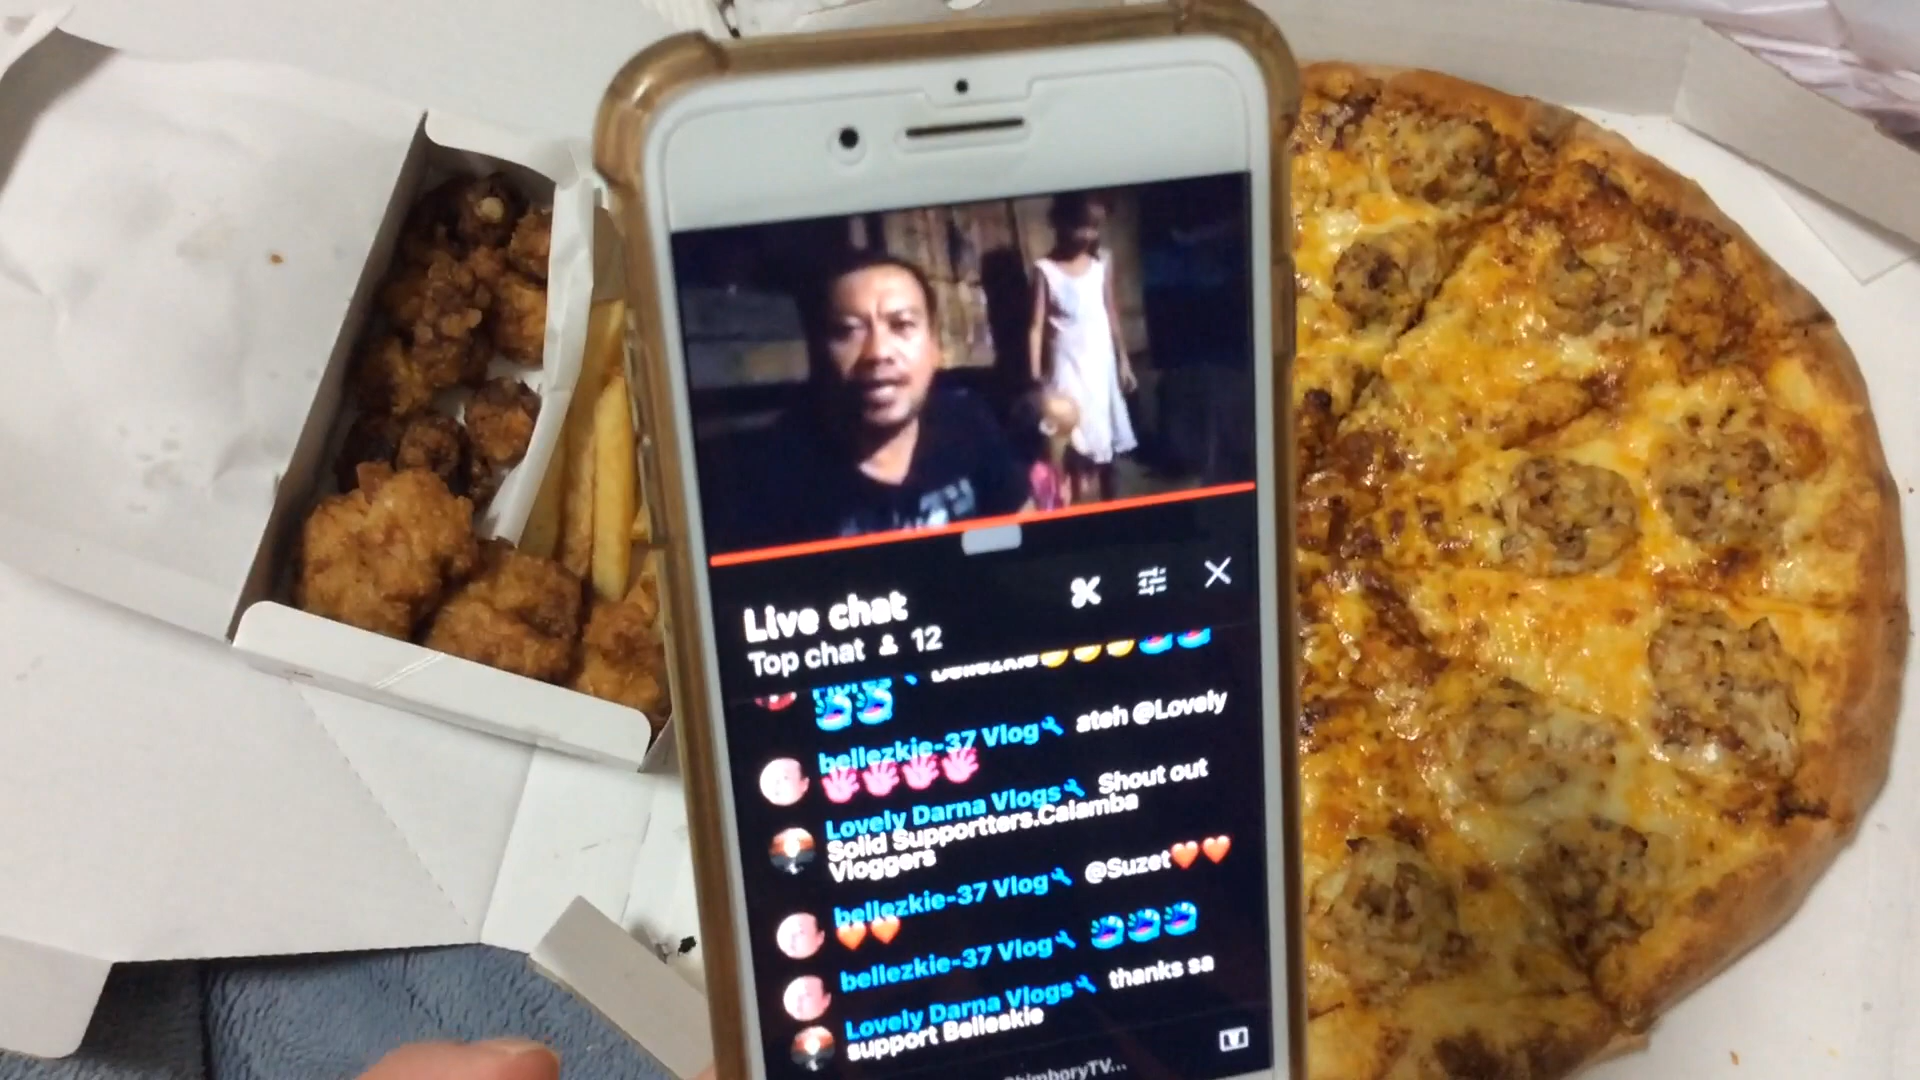 Live chat
Top chat 12
bellezkie-37 Vlog ateh @Lovely
Lovely Darna Vlogs Shout out
Solid Supportters.Calamba
Vloggers
bellezkie-37 Vlog @Suzet
bellezkie-37 Vlog
Lovely Darna Vlogs thanks sa
support Belleskie